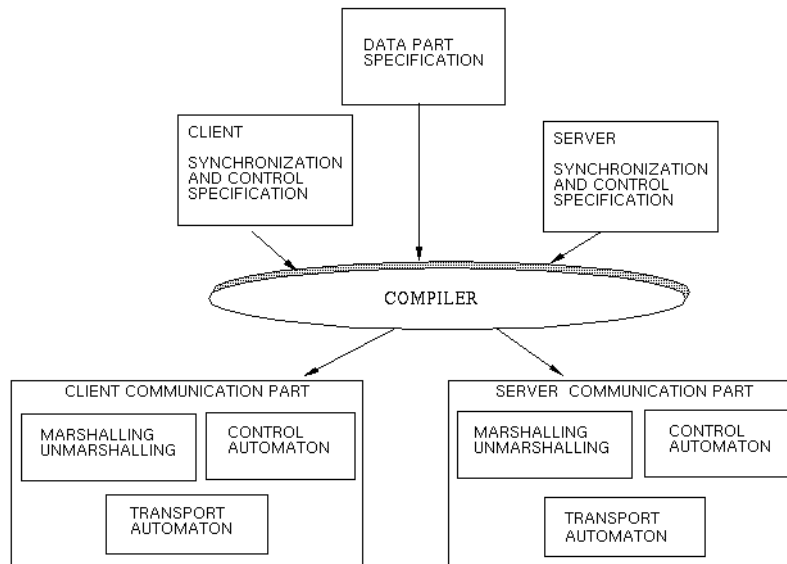 DATA PART
SPECIFICATION
CLIENT
SYNCHRONIZATION
AND CONTROL
SPECIFICATION
SERVER
SYNCHRONIZATION
AND CONTROL
SPECIFICATION
COMPILER
CLIENT COMMUNICATION PART
MARSHALLING
UNMARSHALLING
CONTROL
AUTOMATON
TRANSPORT
AUTOMATON
SERVER COMMUNICATION PART
MARSHALLING
UNMARSHALLING
CONTROL
AUTOMATON
TRANSPORT
AUTOMATON